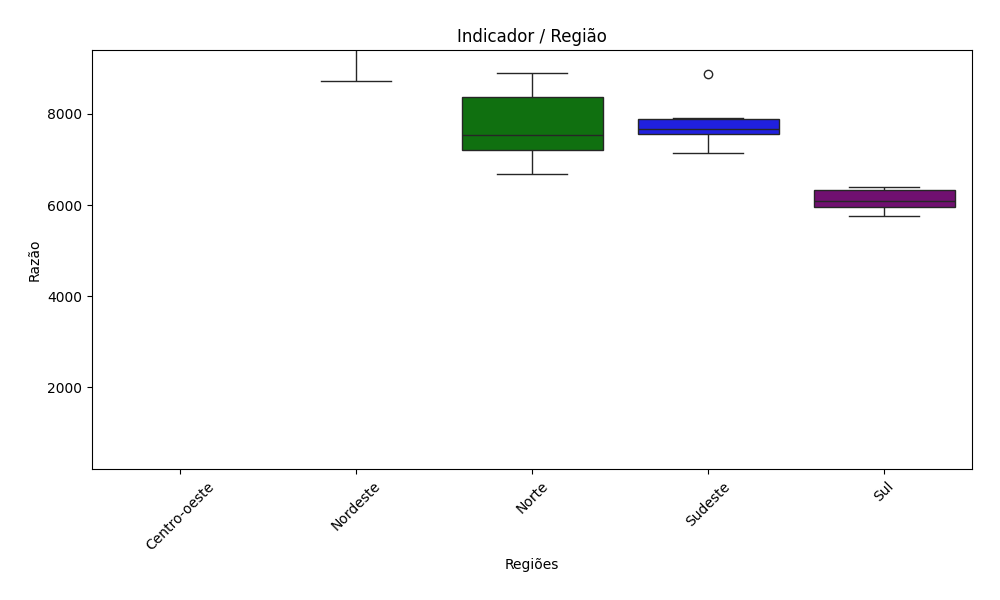 Indicador / Região
Razão
8000
6000
4000
2000
Centro-oeste
Nordeste
Norte
Sudeste
Sul
Regiões